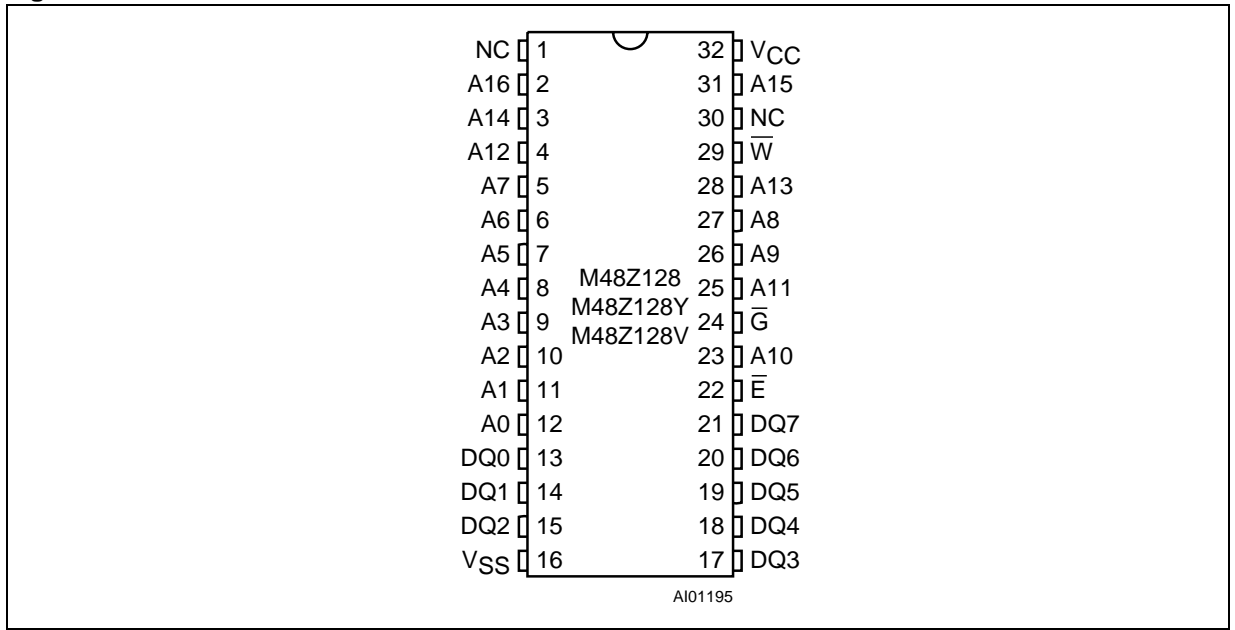 NC 1 32 VCC
A16 2 31 A15
A14 3 30 NC
A12 4 29 W̅
A7 5 28 A13
A6 6 27 A8
A5 7 26 A9
A4 8 M48Z128 25 A11
M48Z128Y
A3 9 M48Z128V 24 G̅
A2 10 23 A10
A1 11 22 E̅
A0 12 21 DQ7
DQ0 13 20 DQ6
DQ1 14 19 DQ5
DQ2 15 18 DQ4
VSS 16 17 DQ3
AI01195